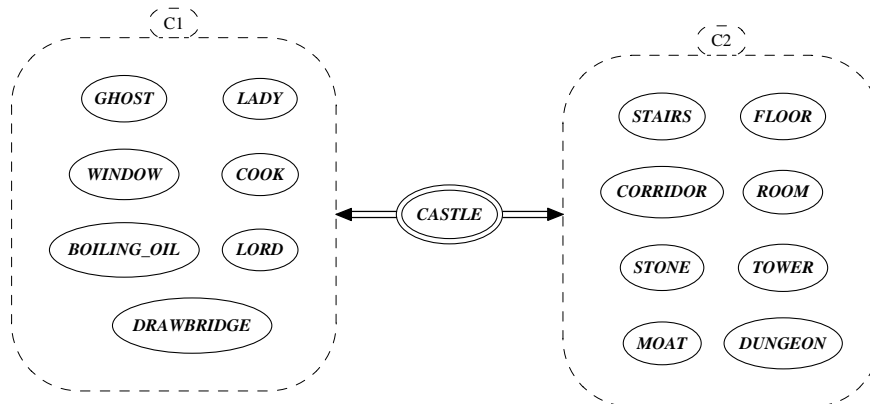 C1
GHOST LADY
WINDOW COOK
BOILING_OIL LORD
DRAWBRIDGE
CASTLE
C2
STAIRS FLOOR
CORRIDOR ROOM
STONE TOWER
MOAT DUNGEON